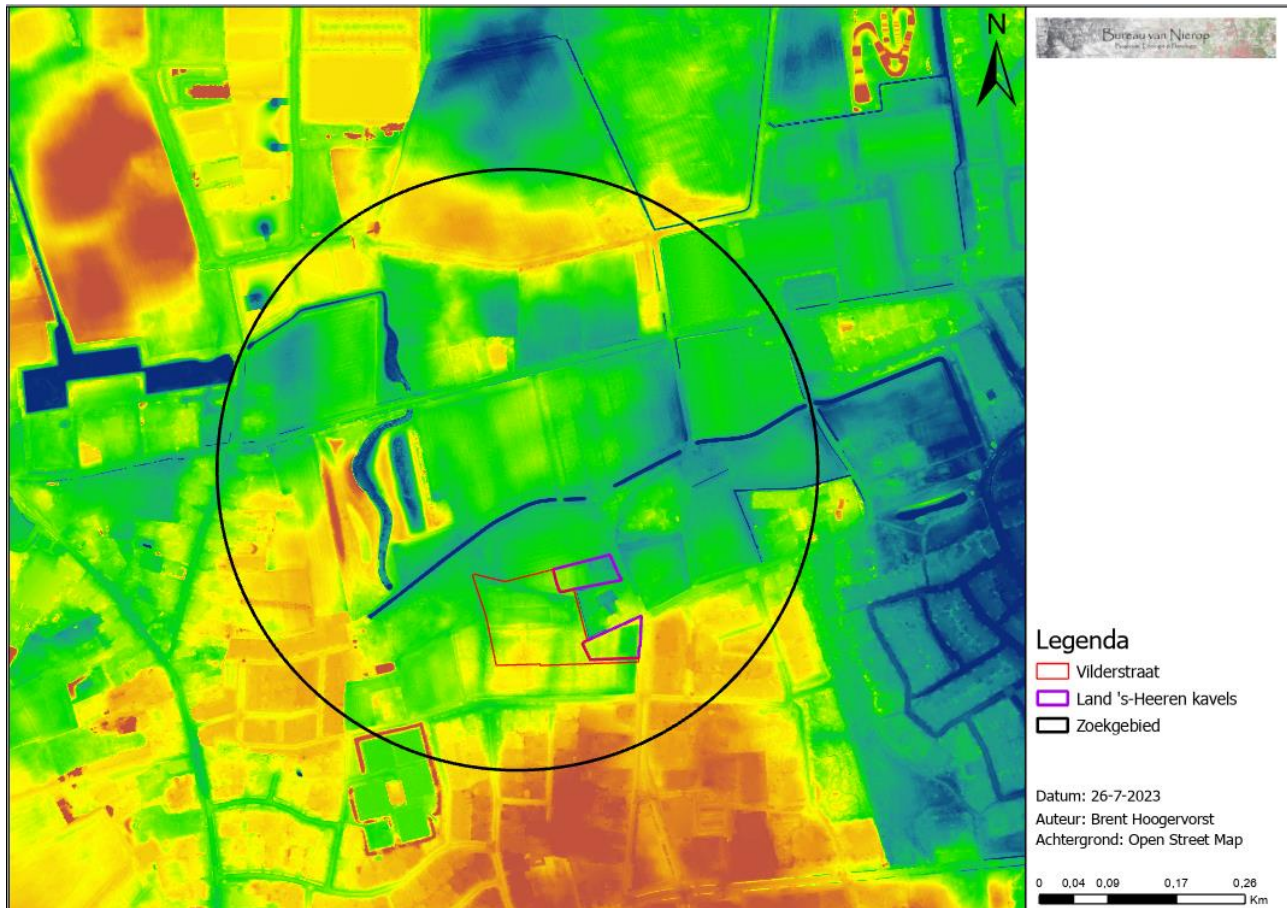 Bureau van Nierop
N
Legenda
Vilderstraat
Land 's-Heeren kavels
Zoekgebied
Datum: 26-7-2023
Auteur: Brent Hoogervorst
Achtergrond: Open Street Map
0 0,04 0,09 0,17 0,26
Km